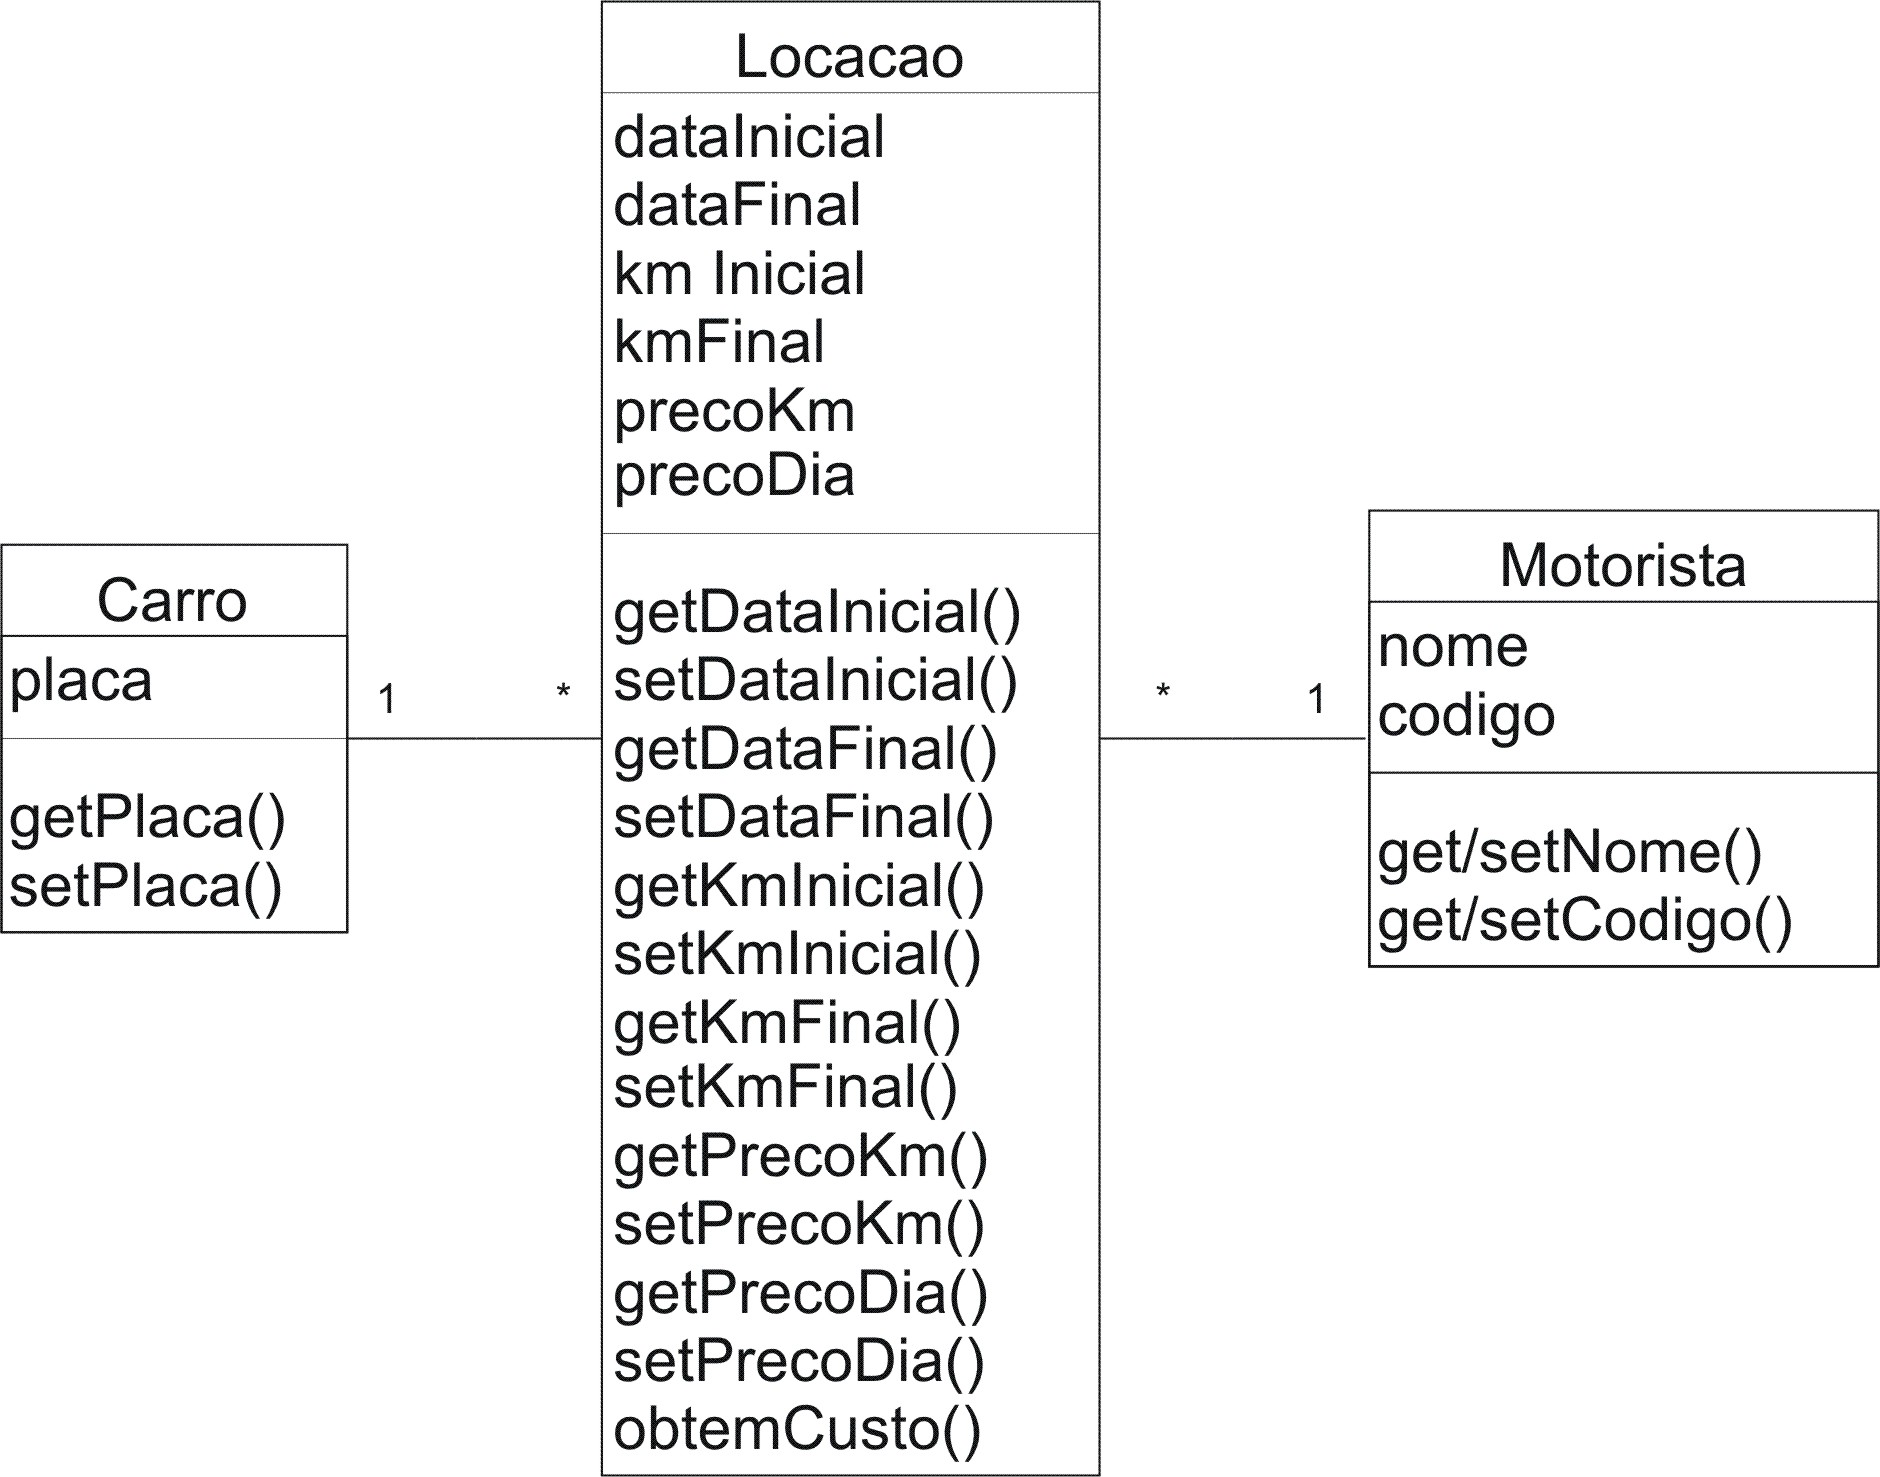 Locacao
dataInicial
dataFinal
km Inicial
kmFinal
precoKm
precoDia
getDataInicial()
setDataInicial()
getDataFinal()
setDataFinal()
getKmInicial()
setKmInicial()
getKmFinal()
setKmFinal()
getPrecoKm()
setPrecoKm()
getPrecoDia()
setPrecoDia()
obtemCusto()
Carro
placa
getPlaca()
setPlaca()
1 *
* 1
Motorista
nome
codigo
get/setNome()
get/setCodigo()